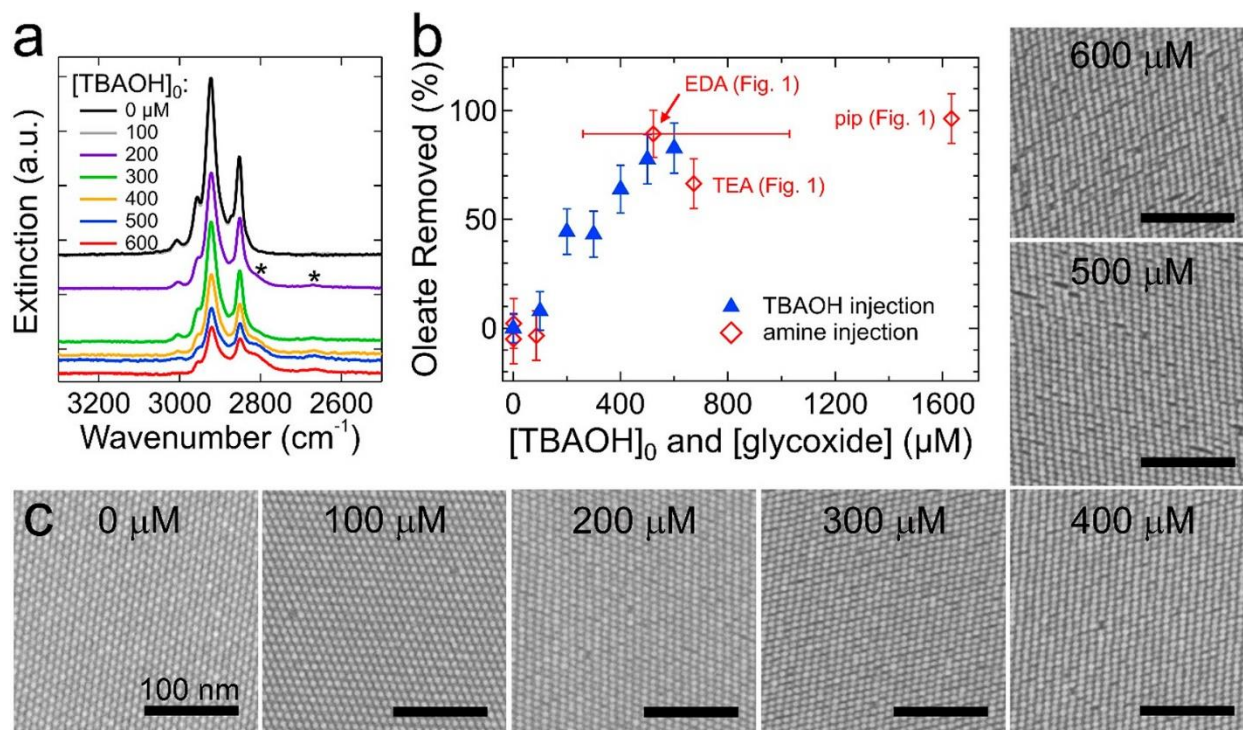 a
[TBAOH]₀:
0 μM
100
200
300
400
500
600
*
*
Extinction (a.u.)
3200
3000
2800
2600
Wavenumber (cm⁻¹)
b
EDA (Fig. 1)
pip (Fig. 1)
TEA (Fig. 1)
TBAOH injection
amine injection
Oleate Removed (%)
100
50
0
0
400
800
1200
1600
[TBAOH]₀ and [glycoxide] (μM)
600 μM
500 μM
c
0 μM
100 nm
100 μM
200 μM
300 μM
400 μM